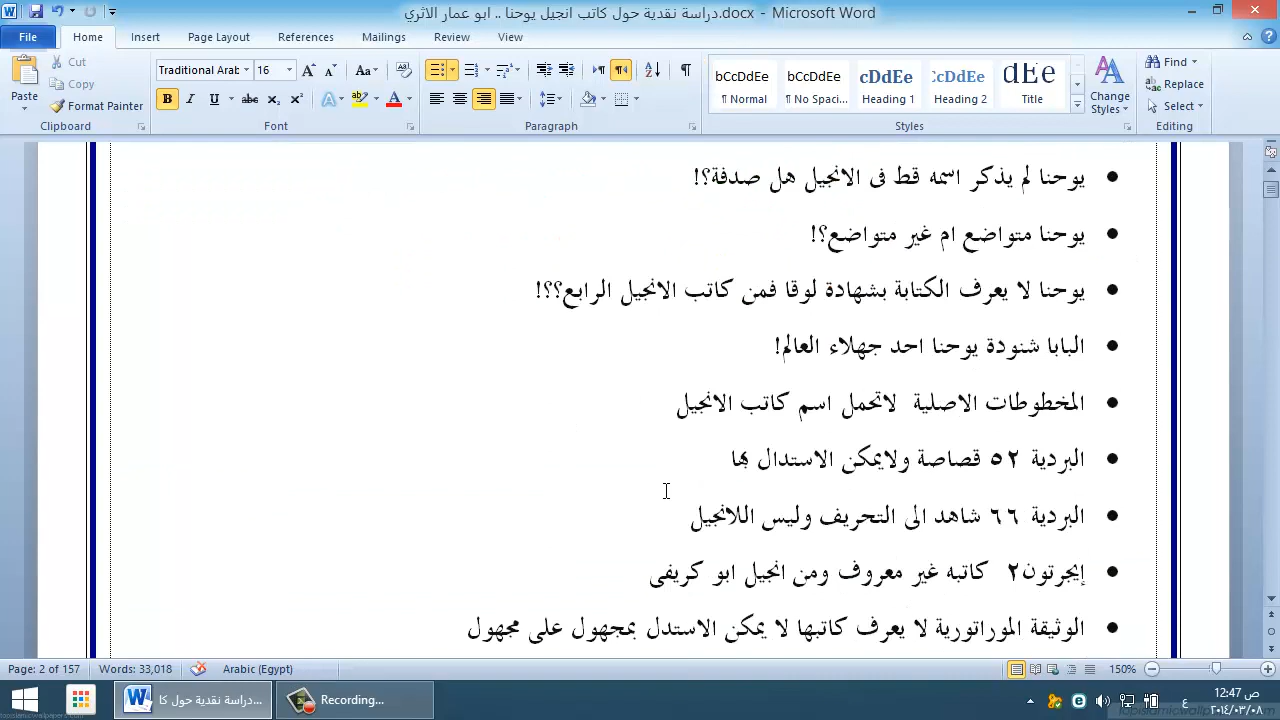 دراسة نقدية حول كاتب انجيل يوحنا .. ابو عمار الاثري.docx - Microsoft Word
File Home Insert Page Layout References Mailings Review View
Paste
Cut
Copy
Format Painter
Clipboard
Traditional Arab 16
Font
Paragraph
bCcDdEe bCcDdEe cDdEe cCcDdEe dEe
¶ Normal ¶ No Spaci... Heading 1 Heading 2 Title
Change Styles
Styles
Find
Replace
Select
Editing
يوحنا لم يذكر اسمه قط فى الانجيل هل صدفة؟!
يوحنا متواضع ام غير متواضع؟!
يوحنا لا يعرف الكتابة بشهادة لوقا فمن كاتب الانجيل الرابع؟؟!
البابا شنودة يوحنا احد جهلاء العالم!
المخطوطات الاصلية لاتحمل اسم كاتب الانجيل
البردية ٥٢ قصاصة ولايمكن الاستدال بها
البردية ٦٦ شاهد الى التحريف وليس اللانجيل
إيجرتون٢ كاتبه غير معروف ومن انجيل ابو كريفى
الوثيقة الموراتورية لا يعرف كاتبها لا يمكن الاستدل بمجهول على مجهول
Page: 2 of 157 Words: 33,018 Arabic (Egypt) 150%
دراسة نقدية حول كا... Recording...
ع
12:47 ص
٢٠١٤/٠٣/٠٨